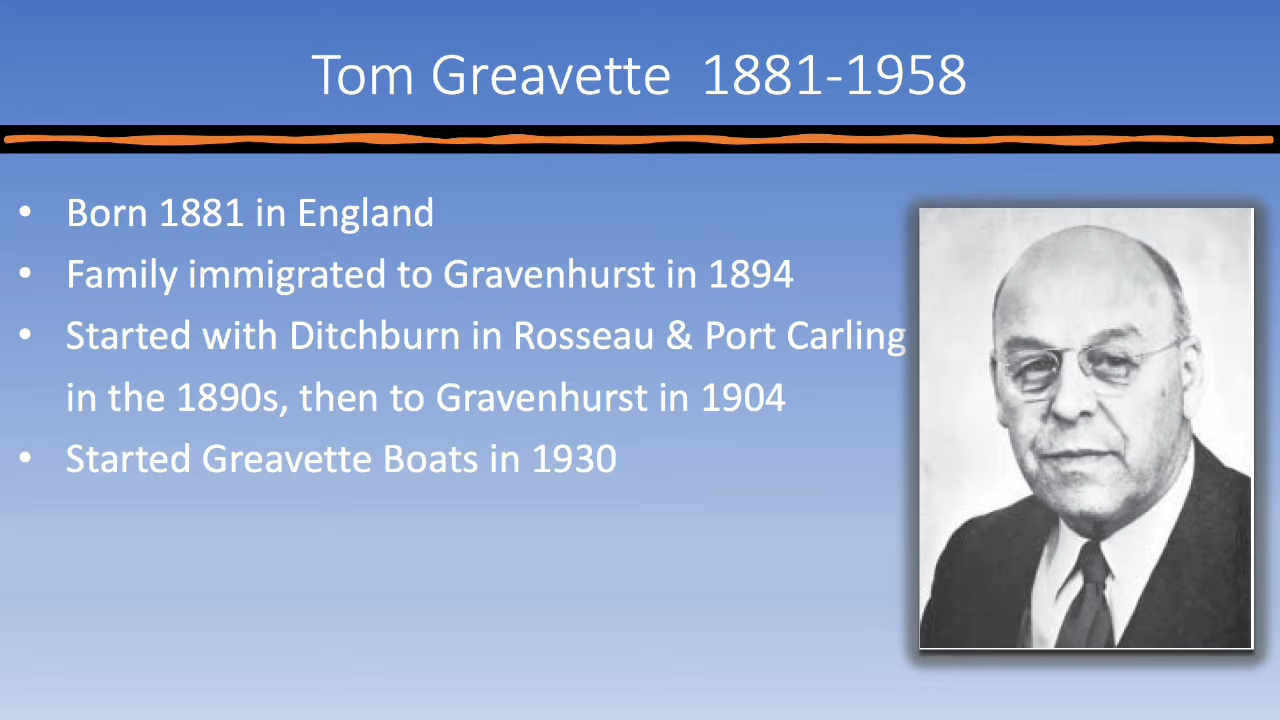 Tom Greavette 1881-1958
• Born 1881 in England
• Family immigrated to Gravenhurst in 1894
• Started with Ditchburn in Rosseau & Port Carling
in the 1890s, then to Gravenhurst in 1904
• Started Greavette Boats in 1930